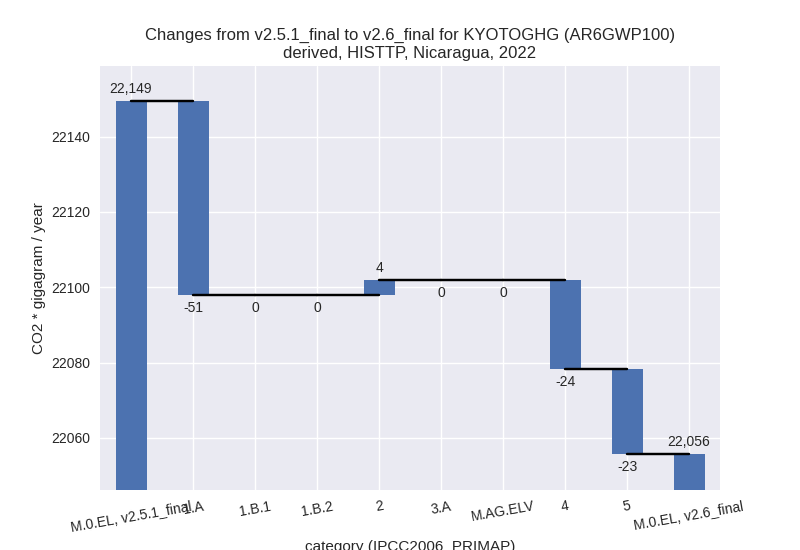 Changes from v2.5.1_final to v2.6_final for KYOTOGHG (AR6GWP100)
derived, HISTTP, Nicaragua, 2022
CO2 * gigagram / year
22140
22120
22100
22080
22060
22,149
-51
0
0
4
0
0
-24
-23
22,056
M.0.EL, v2.5.1_final
1.A
1.B.1
1.B.2
2
3.A
M.AG.ELV
4
5
M.0.EL, v2.6_final
category (IPCC2006_PRIMAP)